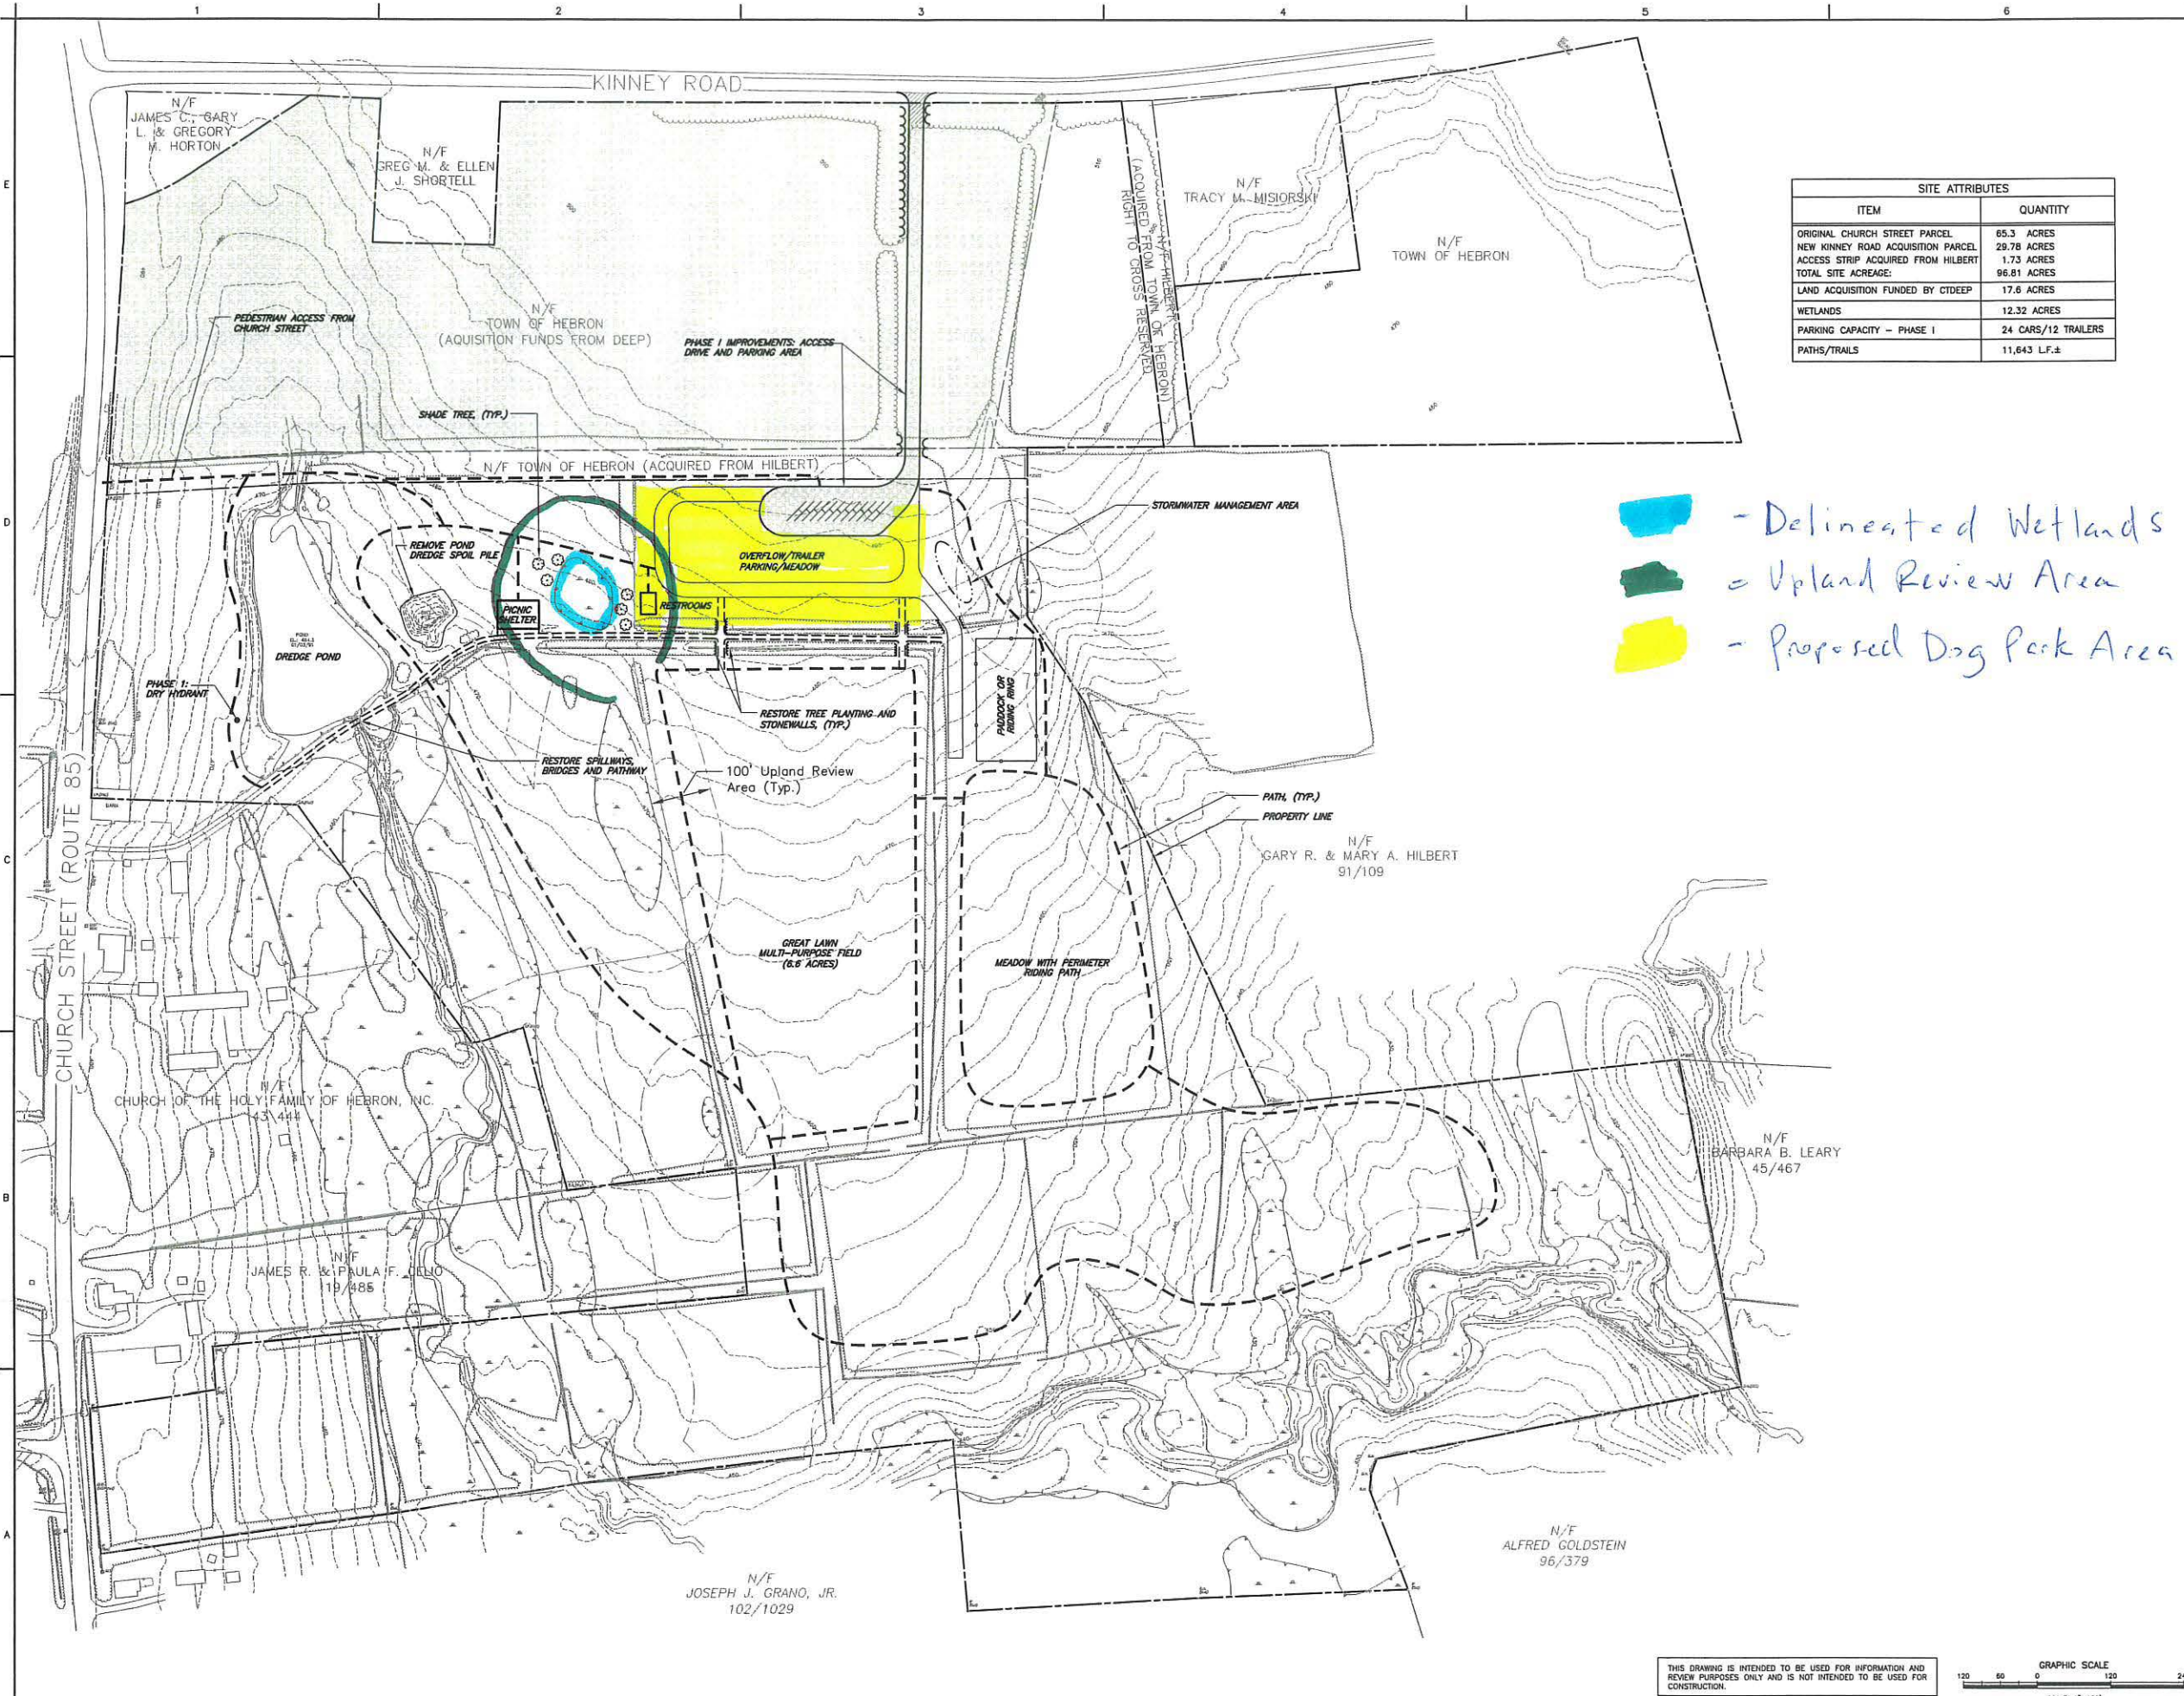 1 2 3 4 5 6
KINNEY ROAD
N/F
JAMES C., GARY
L. & GREGORY
M. HORTON
N/F
GREG M. & ELLEN
J. SHORTELL
E
N/F
TRACY M. MISIORSKI
N/F
TOWN OF HEBRON
N/F HILBERT
(ACQUIRED FROM TOWN OF HEBRON)
RIGHT TO CROSS RESERVED
SITE ATTRIBUTES
ITEM QUANTITY
ORIGINAL CHURCH STREET PARCEL 65.3 ACRES
NEW KINNEY ROAD ACQUISITION PARCEL 29.78 ACRES
ACCESS STRIP ACQUIRED FROM HILBERT 1.73 ACRES
TOTAL SITE ACREAGE: 96.81 ACRES
LAND ACQUISITION FUNDED BY CTDEEP 17.6 ACRES
WETLANDS 12.32 ACRES
PARKING CAPACITY - PHASE I 24 CARS/12 TRAILERS
PATHS/TRAILS 11,643 L.F.±
PEDESTRIAN ACCESS FROM
CHURCH STREET
N/F
TOWN OF HEBRON
(AQUISITION FUNDS FROM DEEP)
PHASE I IMPROVEMENTS: ACCESS
DRIVE AND PARKING AREA
SHADE TREE, (TYP.)
N/F TOWN OF HEBRON (ACQUIRED FROM HILBERT)
D
STORMWATER MANAGEMENT AREA
- Delineated Wetlands
= Upland Review Area
- Proposed Dog Park Area
REMOVE POND
DREDGE SPOIL PILE
OVERFLOW/TRAILER
PARKING/MEADOW
PICNIC
SHELTER
RESTROOMS
DREDGE POND
PHASE 1:
DRY HYDRANT
PADDOCK OR
RIDING RING
RESTORE TREE PLANTING AND
STONEWALLS, (TYP.)
RESTORE SPILLWAYS,
BRIDGES AND PATHWAY
100' Upland Review
Area (Typ.)
PATH, (TYP.)
PROPERTY LINE
CHURCH STREET (ROUTE 85)
C
N/F
GARY R. & MARY A. HILBERT
91/109
GREAT LAWN
MULTI-PURPOSE FIELD
(6.6 ACRES)
MEADOW WITH PERIMETER
RIDING PATH
N/F
CHURCH OF THE HOLY FAMILY OF HEBRON, INC.
43\444
N/F
BARBARA B. LEARY
45/467
B
N/F
JAMES R. & PAULA F. CELIO
119/485
A
N/F
ALFRED GOLDSTEIN
96/379
N/F
JOSEPH J. GRANO, JR.
102/1029
THIS DRAWING IS INTENDED TO BE USED FOR INFORMATION AND
REVIEW PURPOSES ONLY AND IS NOT INTENDED TO BE USED FOR
CONSTRUCTION.
GRAPHIC SCALE
120 60 0 120